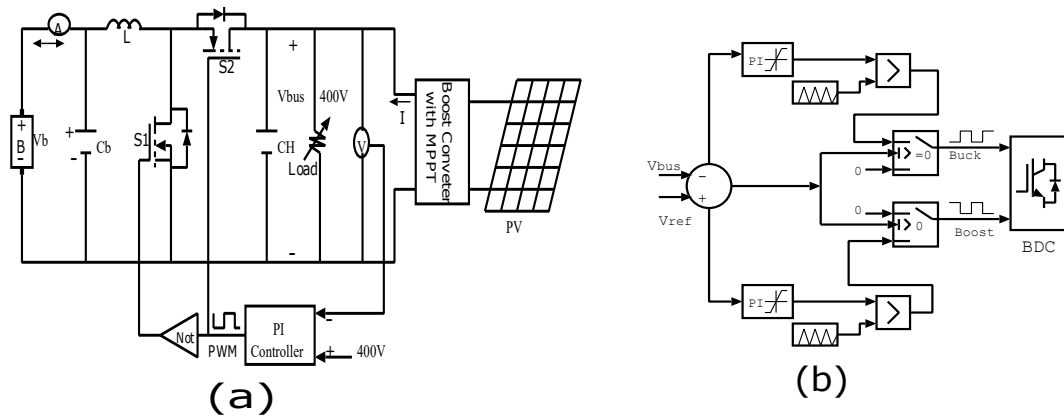 A
L
S2
S1
+
B
-
Vb
+
-
Cb
+
Vbus
400V
CH
Load
-
V
I
Boost Conveter
with MPPT
PV
Not
PWM
PI
Controller
-
+
400V
(a)
PI
>
Vbus
Vref
-
+
>
=0
0
Buck
0
>
0
Boost
BDC
PI
>
(b)